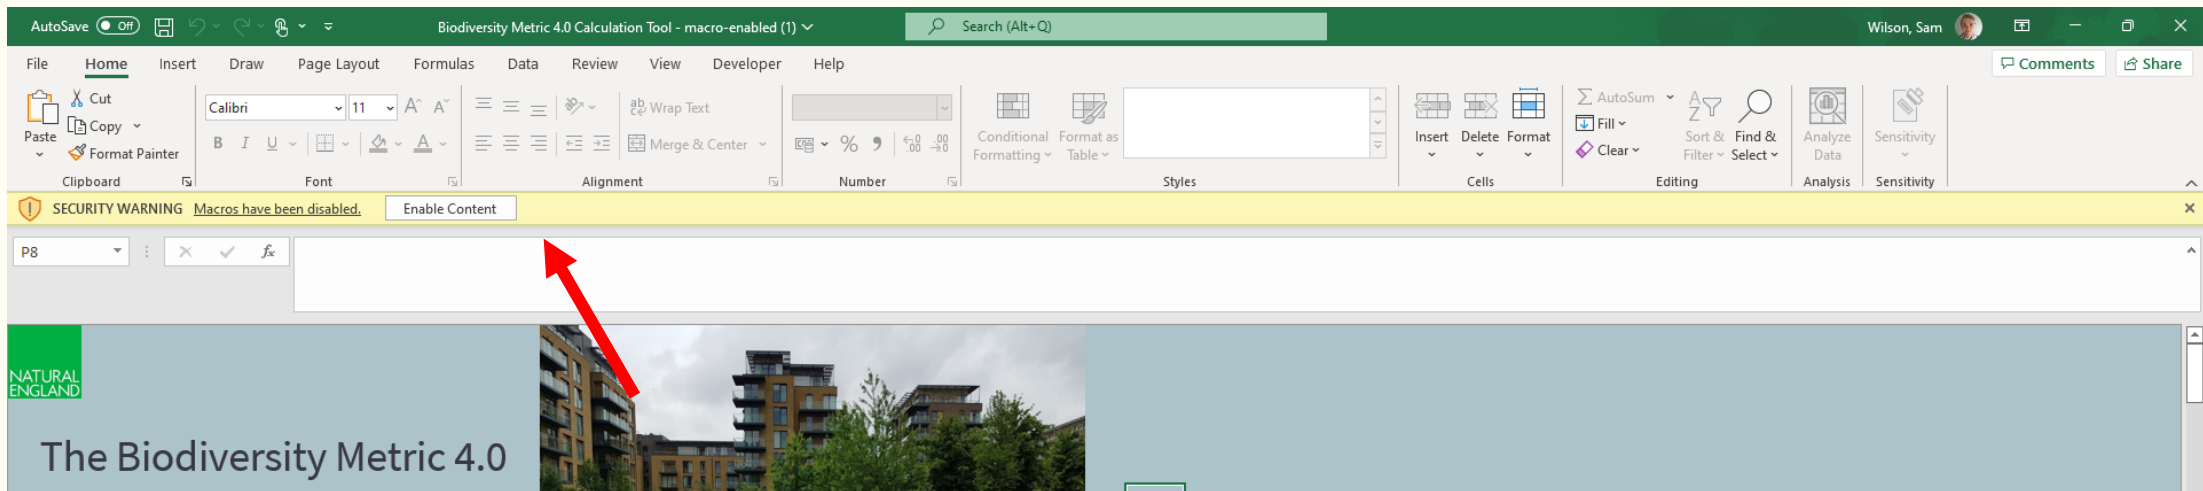 AutoSave Off Biodiversity Metric 4.0 Calculation Tool - macro-enabled (1) Search (Alt+Q) Wilson, Sam
File Home Insert Draw Page Layout Formulas Data Review View Developer Help Comments Share
Paste
Cut
Copy
Format Painter
Clipboard
Calibri 11
B I U A
Font
ab Wrap Text
Merge & Center
Alignment
% 9
Number
Conditional
Formatting
Format as
Table
Styles
Insert Delete Format
Cells
AutoSum
Fill
Clear
Sort &
Filter
Find &
Select
Editing
Analyze
Data
Analysis
Sensitivity
Sensitivity
SECURITY WARNING Macros have been disabled. Enable Content
P8 fx
NATURAL
ENGLAND
The Biodiversity Metric 4.0